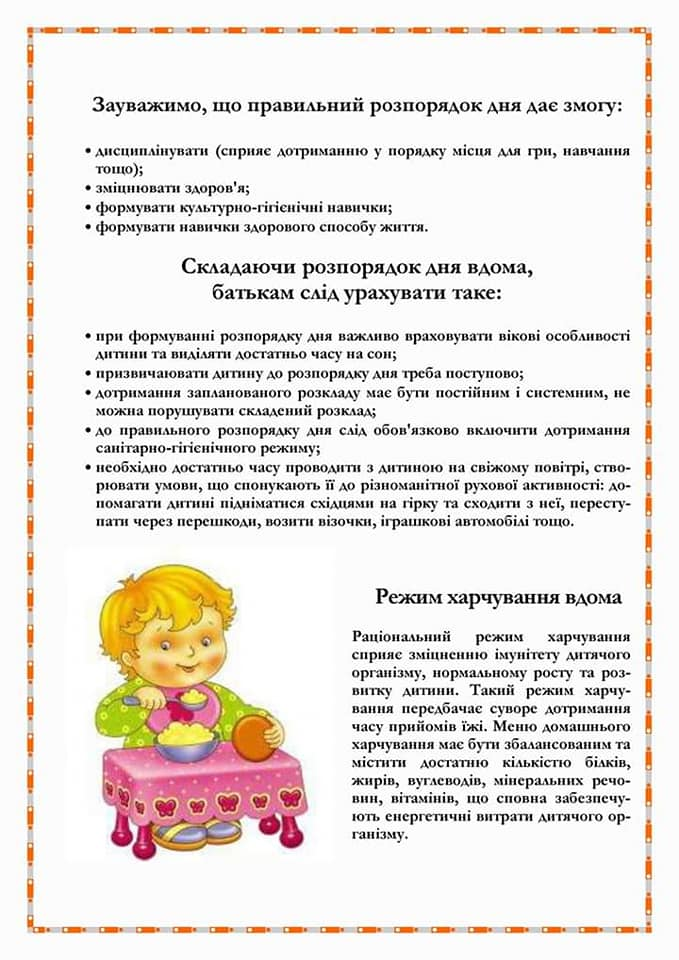 Зауважимо, що правильний розпорядок дня дає змогу:
• дисциплінувати (сприяє дотриманню у порядку місця для гри, навчання
тощо);
• зміцнювати здоров'я;
• формувати культурно-гігієнічні навички;
• формувати навички здорового способу життя.
Складаючи розпорядок дня вдома,
батькам слід урахувати таке:
• при формуванні розпорядку дня важливо враховувати вікові особливості
дитини та виділяти достатньо часу на сон;
• призвичаювати дитину до розпорядку дня треба поступово;
• дотримання запланованого розкладу має бути постійним і системним, не
можна порушувати складений розклад;
• до правильного розпорядку дня слід обов'язково включити дотримання
санітарно-гігієнічного режиму;
• необхідно достатньо часу проводити з дитиною на свіжому повітрі, ство-
рювати умови, що спонукають її до різноманітної рухової активності: до-
помагати дитині підніматися східцями на гірку та сходити з неї, пересту-
пати через перешкоди, возити візочки, іграшкові автомобілі тощо.
Режим харчування вдома
Раціональний режим харчування
сприяє зміцненню імунітету дитячого
організму, нормальному росту та роз-
витку дитини. Такий режим харчу-
вання передбачає суворе дотримання
часу прийомів їжі. Меню домашнього
харчування має бути збалансованим та
містити достатню кількістю білків,
жирів, вуглеводів, мінеральних речо-
вин, вітамінів, що сповна забезпечу-
ють енергетичні витрати дитячого ор-
ганізму.